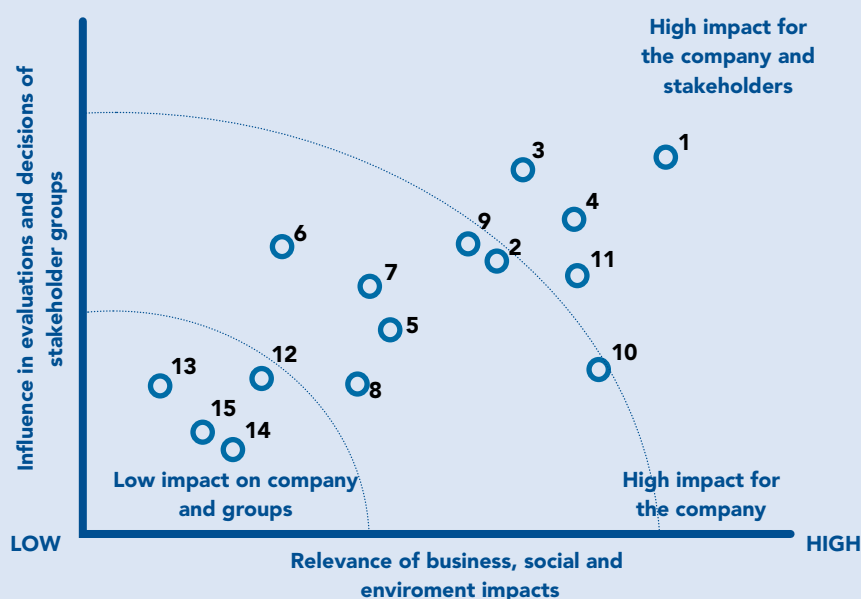 High impact for
the company and
stakeholders
Influence in evaluations and decisions of
stakeholder groups
3
1
4
9
6
2
11
7
5
10
12
13
8
15
14
Low impact on company
and groups
High impact for
the company
LOW
HIGH
Relevance of business, social and
enviroment impacts